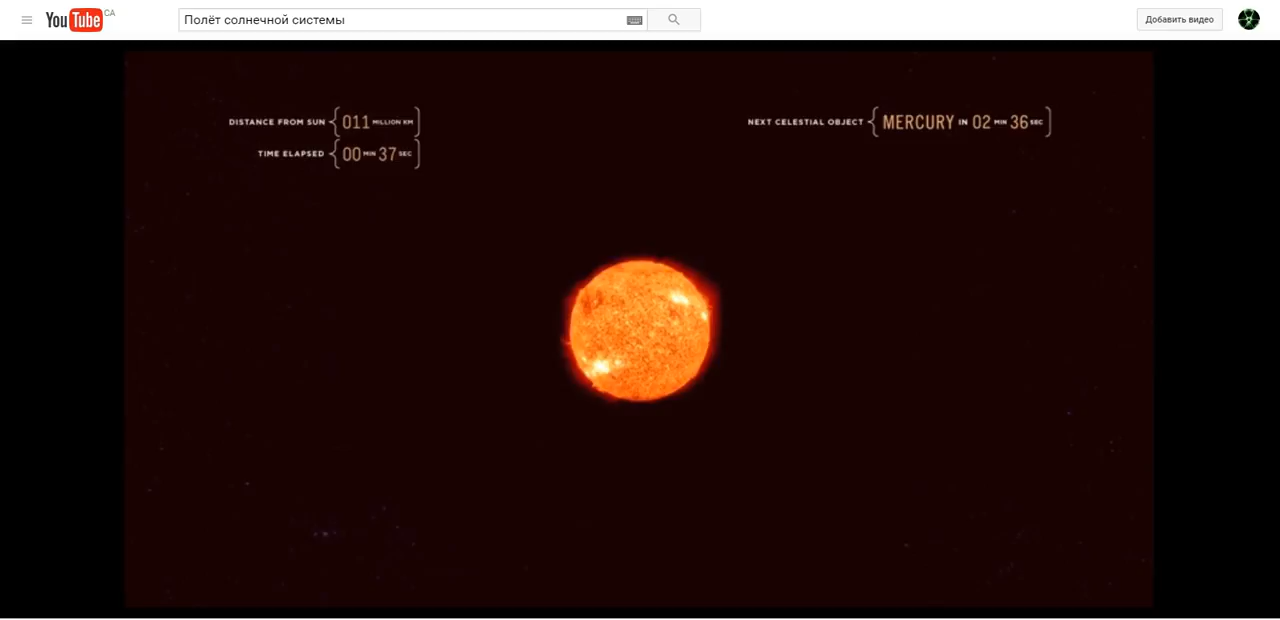 YouTube CA
Полёт солнечной системы
Добавить видео
DISTANCE FROM SUN 011 MILLION KM
TIME ELAPSED 00 MIN 37 SEC
NEXT CELESTIAL OBJECT MERCURY IN 02 MIN 36 SEC